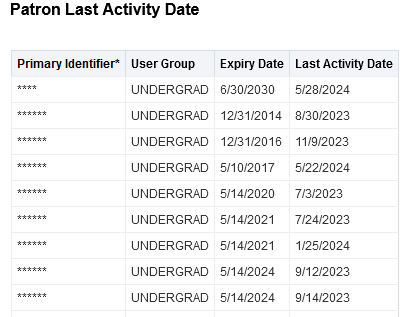 Patron Last Activity Date
Primary Identifier* User Group Expiry Date Last Activity Date
**** UNDERGRAD 6/30/2030 5/28/2024
****** UNDERGRAD 12/31/2014 8/30/2023
****** UNDERGRAD 12/31/2016 11/9/2023
****** UNDERGRAD 5/10/2017 5/22/2024
****** UNDERGRAD 5/14/2020 7/3/2023
****** UNDERGRAD 5/14/2021 7/24/2023
****** UNDERGRAD 5/14/2021 1/25/2024
****** UNDERGRAD 5/14/2024 9/12/2023
****** UNDERGRAD 5/14/2024 9/14/2023